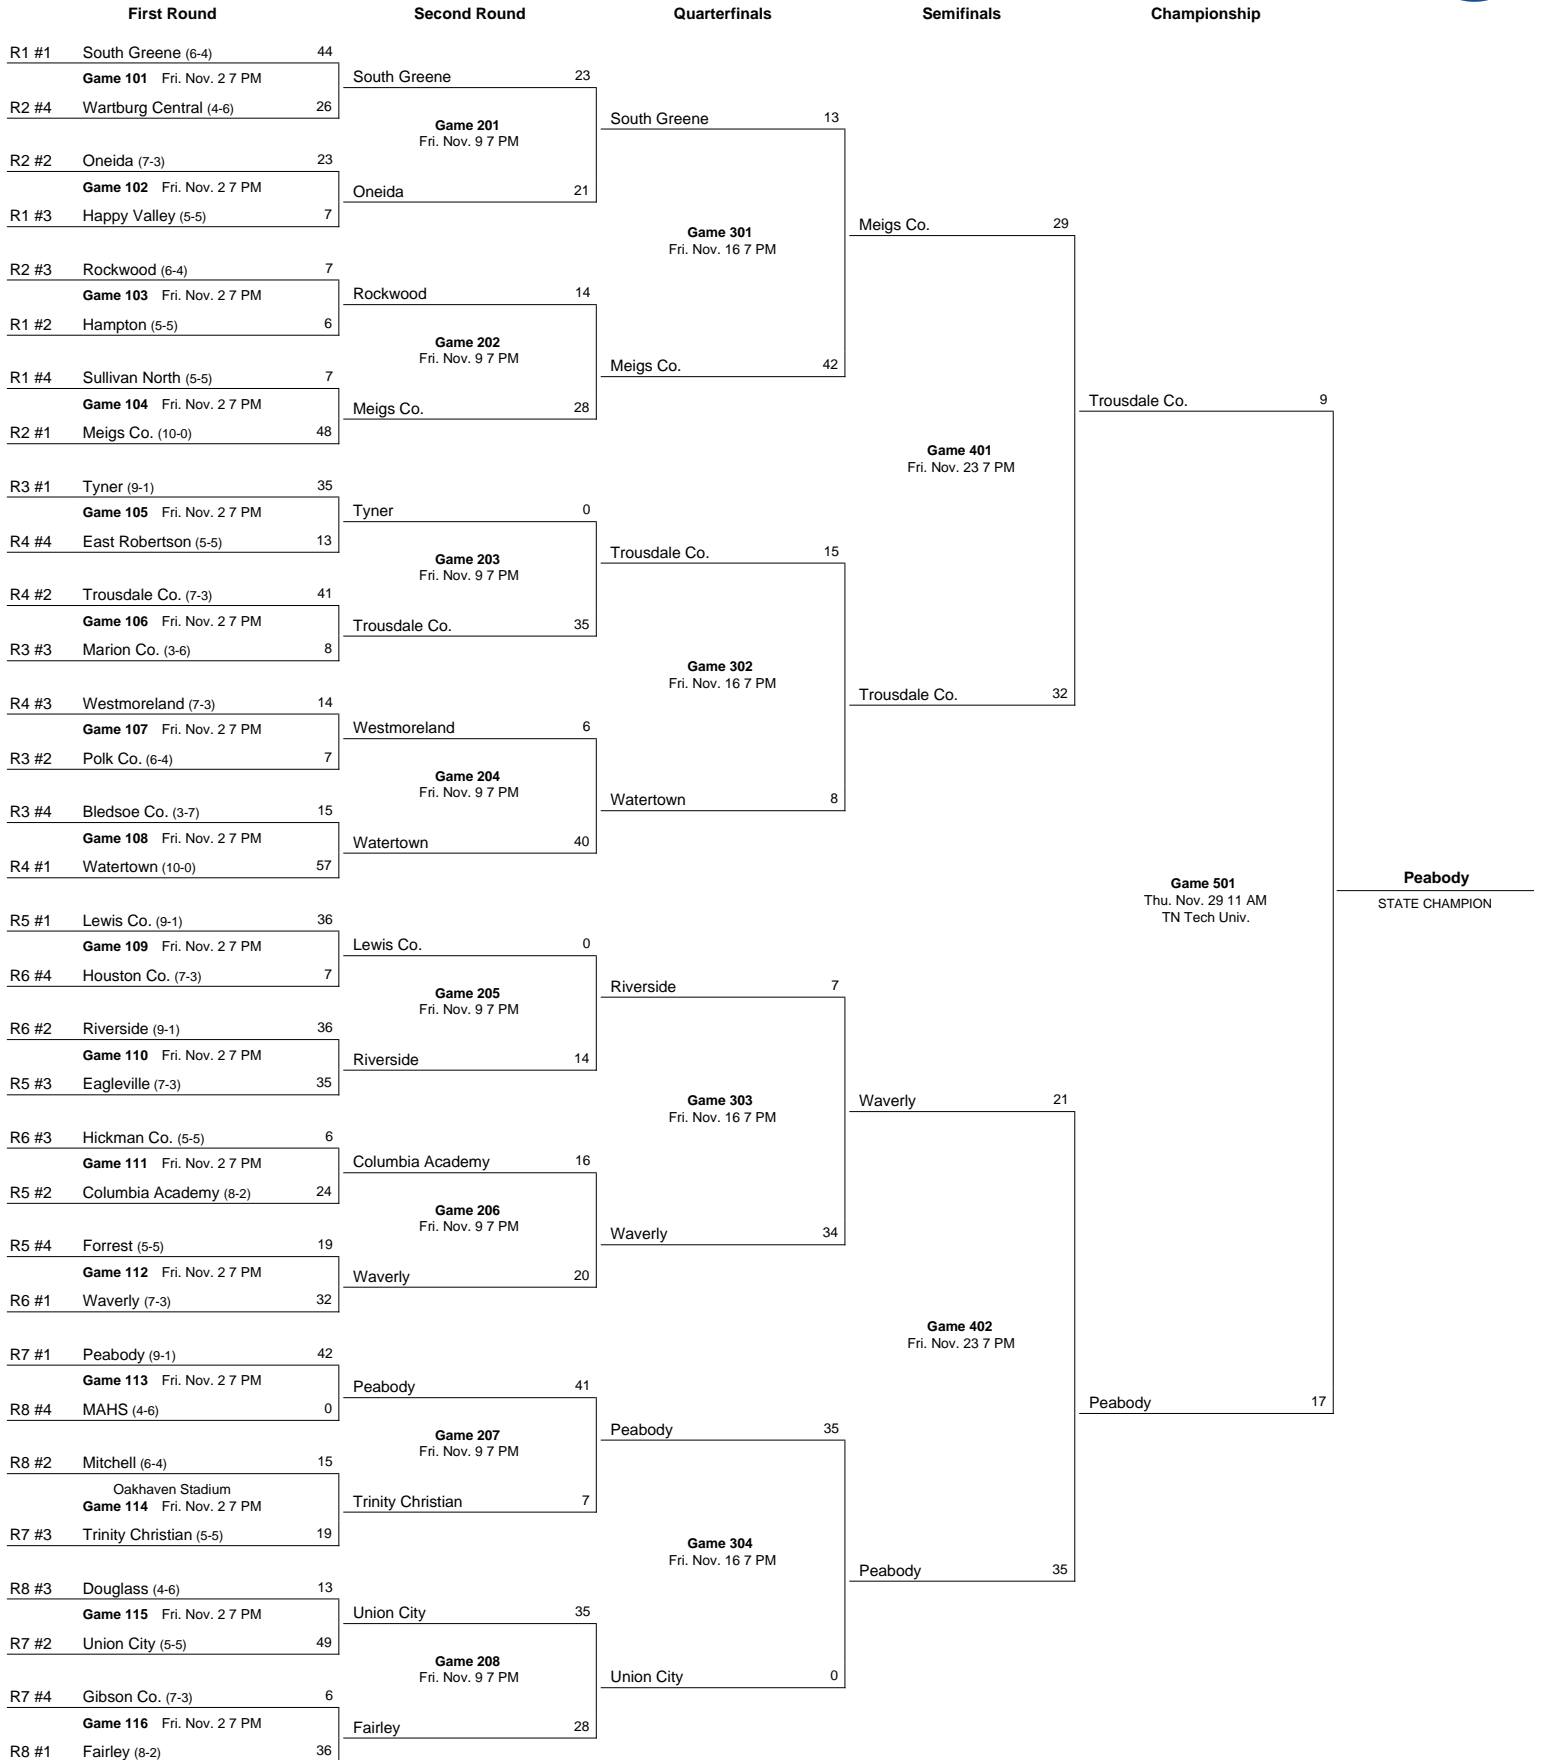 First Round
Second Round
Quarterfinals
Semifinals
Championship
R1 #1 South Greene (6-4) 44
Game 101 Fri. Nov. 2 7 PM
R2 #4 Wartburg Central (4-6) 26
R2 #2 Oneida (7-3) 23
Game 102 Fri. Nov. 2 7 PM
R1 #3 Happy Valley (5-5) 7
R2 #3 Rockwood (6-4) 7
Game 103 Fri. Nov. 2 7 PM
R1 #2 Hampton (5-5) 6
R1 #4 Sullivan North (5-5) 7
Game 104 Fri. Nov. 2 7 PM
R2 #1 Meigs Co. (10-0) 48
R3 #1 Tyner (9-1) 35
Game 105 Fri. Nov. 2 7 PM
R4 #4 East Robertson (5-5) 13
R4 #2 Trousdale Co. (7-3) 41
Game 106 Fri. Nov. 2 7 PM
R3 #3 Marion Co. (3-6) 8
R4 #3 Westmoreland (7-3) 14
Game 107 Fri. Nov. 2 7 PM
R3 #2 Polk Co. (6-4) 7
R3 #4 Bledsoe Co. (3-7) 15
Game 108 Fri. Nov. 2 7 PM
R4 #1 Watertown (10-0) 57
R5 #1 Lewis Co. (9-1) 36
Game 109 Fri. Nov. 2 7 PM
R6 #4 Houston Co. (7-3) 7
R6 #2 Riverside (9-1) 36
Game 110 Fri. Nov. 2 7 PM
R5 #3 Eagleville (7-3) 35
R6 #3 Hickman Co. (5-5) 6
Game 111 Fri. Nov. 2 7 PM
R5 #2 Columbia Academy (8-2) 24
R5 #4 Forrest (5-5) 19
Game 112 Fri. Nov. 2 7 PM
R6 #1 Waverly (7-3) 32
R7 #1 Peabody (9-1) 42
Game 113 Fri. Nov. 2 7 PM
R8 #4 MAHS (4-6) 0
R8 #2 Mitchell (6-4) 15
Oakhaven Stadium
Game 114 Fri. Nov. 2 7 PM
R7 #3 Trinity Christian (5-5) 19
R8 #3 Douglass (4-6) 13
Game 115 Fri. Nov. 2 7 PM
R7 #2 Union City (5-5) 49
R7 #4 Gibson Co. (7-3) 6
Game 116 Fri. Nov. 2 7 PM
R8 #1 Fairley (8-2) 36
South Greene 23
Game 201
Fri. Nov. 9 7 PM
Oneida 21
Rockwood 14
Game 202
Fri. Nov. 9 7 PM
Meigs Co. 28
Tyner 0
Game 203
Fri. Nov. 9 7 PM
Trousdale Co. 35
Westmoreland 6
Game 204
Fri. Nov. 9 7 PM
Watertown 40
Lewis Co. 0
Game 205
Fri. Nov. 9 7 PM
Riverside 14
Columbia Academy 16
Game 206
Fri. Nov. 9 7 PM
Waverly 20
Peabody 41
Game 207
Fri. Nov. 9 7 PM
Trinity Christian 7
Union City 35
Game 208
Fri. Nov. 9 7 PM
Fairley 28
South Greene 13
Game 301
Fri. Nov. 16 7 PM
Meigs Co. 42
Trousdale Co. 15
Game 302
Fri. Nov. 16 7 PM
Watertown 8
Riverside 7
Game 303
Fri. Nov. 16 7 PM
Waverly 34
Peabody 35
Game 304
Fri. Nov. 16 7 PM
Union City 0
Meigs Co. 29
Game 401
Fri. Nov. 23 7 PM
Trousdale Co. 32
Waverly 21
Game 402
Fri. Nov. 23 7 PM
Peabody 35
Trousdale Co. 9
Game 501
Thu. Nov. 29 11 AM
TN Tech Univ.
Peabody 17
Peabody
STATE CHAMPION